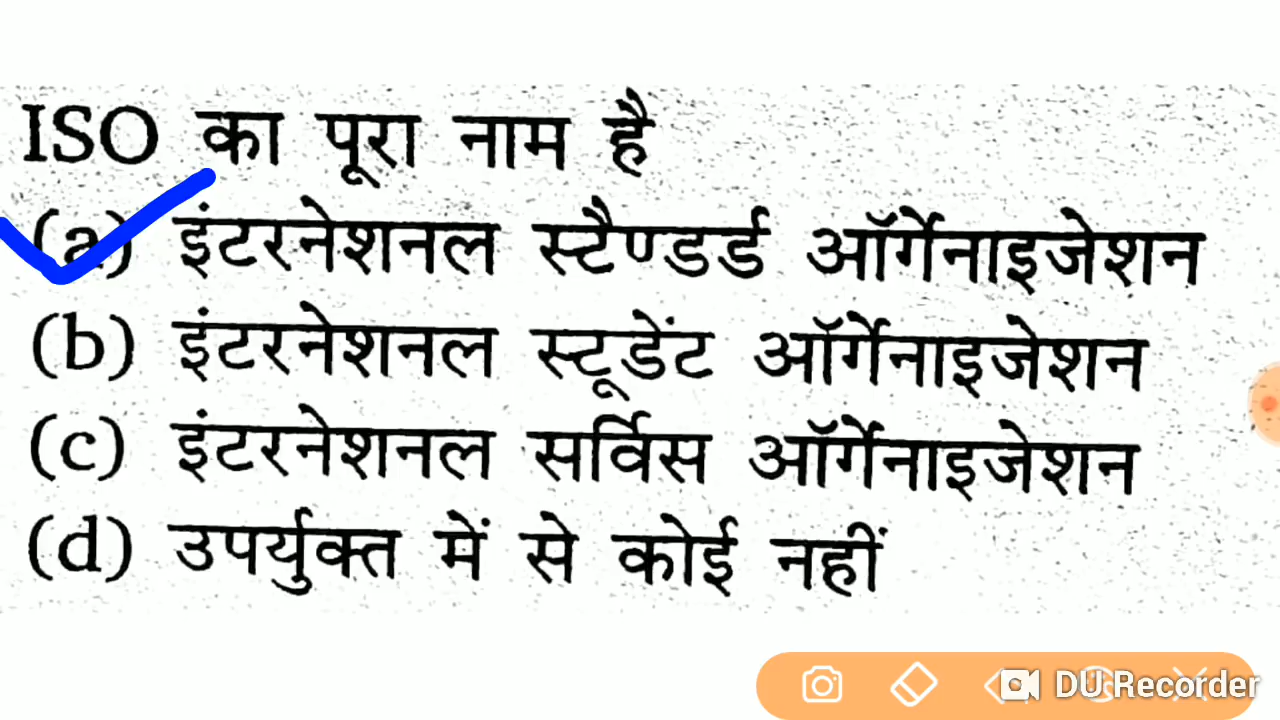 ISO का पूरा नाम है
(a) इंटरनेशनल स्टैण्डर्ड ऑर्गेनाइजेशन
(b) इंटरनेशनल स्टूडेंट ऑर्गेनाइजेशन
(c) इंटरनेशनल सर्विस ऑर्गेनाइजेशन
(d) उपर्युक्त में से कोई नहीं
DU Recorder